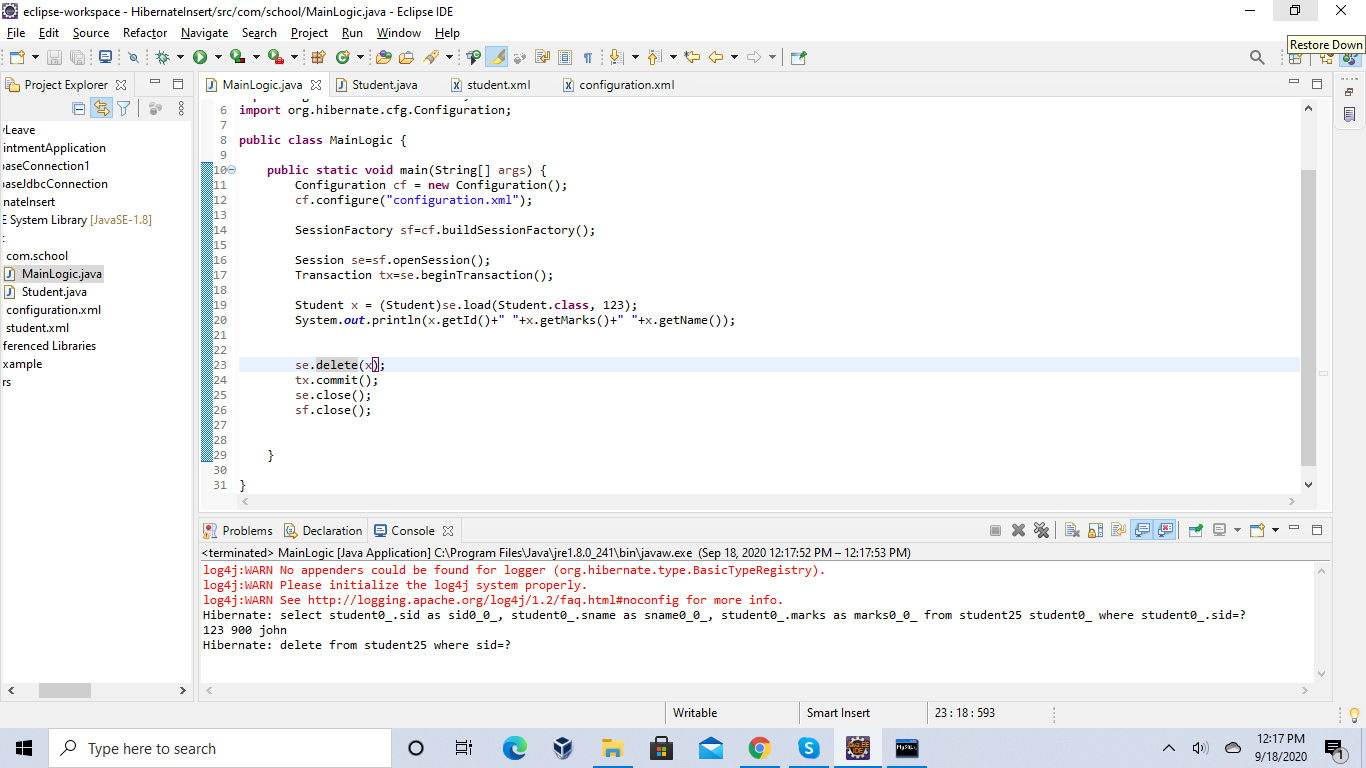 eclipse-workspace - HibernateInsert/src/com/school/MainLogic.java - Eclipse IDE
File Edit Source Refactor Navigate Search Project Run Window Help
Restore Down
Project Explorer
MainLogic.java Student.java student.xml configuration.xml
yLeave
intmentApplication
baseConnection1
baseJdbcConnection
nateInsert
E System Library [JavaSE-1.8]
com.school
MainLogic.java
Student.java
configuration.xml
student.xml
ferenced Libraries
xample
rs
6 import org.hibernate.cfg.Configuration;
7
8 public class MainLogic {
9
10 public static void main(String[] args) {
11 Configuration cf = new Configuration();
12 cf.configure("configuration.xml");
13
14 SessionFactory sf=cf.buildSessionFactory();
15
16 Session se=sf.openSession();
17 Transaction tx=se.beginTransaction();
18
19 Student x = (Student)se.load(Student.class, 123);
20 System.out.println(x.getId()+" "+x.getMarks()+" "+x.getName());
21
22
23 se.delete(x);
24 tx.commit();
25 se.close();
26 sf.close();
27
28
29 }
30
31 }
Problems Declaration Console
<terminated> MainLogic [Java Application] C:\Program Files\Java\jre1.8.0_241\bin\javaw.exe (Sep 18, 2020 12:17:52 PM – 12:17:53 PM)
log4j:WARN No appenders could be found for logger (org.hibernate.type.BasicTypeRegistry).
log4j:WARN Please initialize the log4j system properly.
log4j:WARN See http://logging.apache.org/log4j/1.2/faq.html#noconfig for more info.
Hibernate: select student0_.sid as sid0_0_, student0_.sname as sname0_0_, student0_.marks as marks0_0_ from student25 student0_ where student0_.sid=?
123 900 john
Hibernate: delete from student25 where sid=?
Writable Smart Insert 23 : 18 : 593
Type here to search
12:17 PM
9/18/2020
1